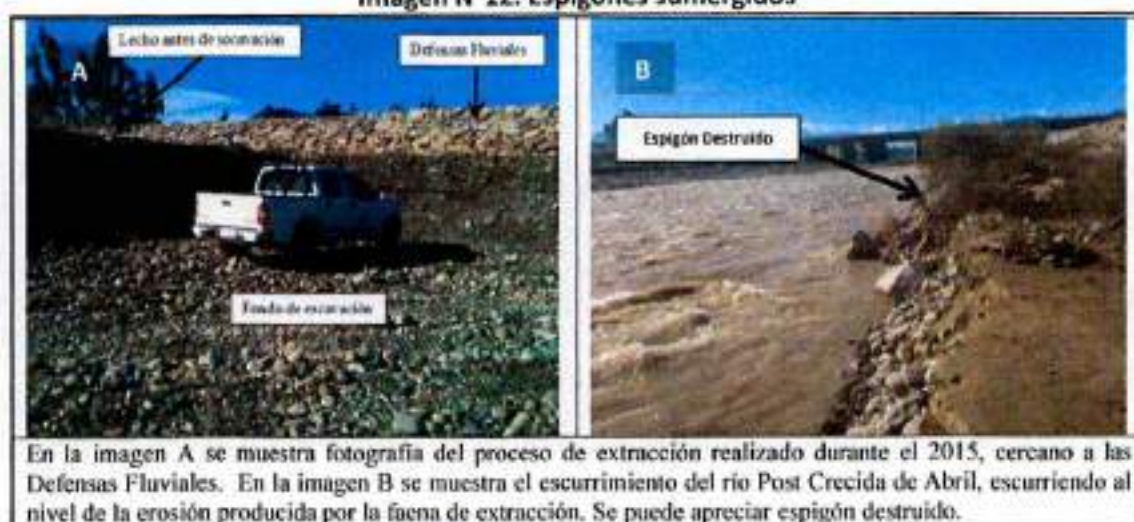 Imagen N°12: Espigones sumergidos
Lecho antes de socavación
Defensas Fluviales
A
Fondo de excavación
B
Espigón Destruido
En la imagen A se muestra fotografía del proceso de extracción realizado durante el 2015, cercano a las
Defensas Fluviales. En la imagen B se muestra el escurrimiento del río Post Crecida de Abril, escurriendo al
nivel de la erosión producida por la faena de extracción. Se puede apreciar espigón destruido.